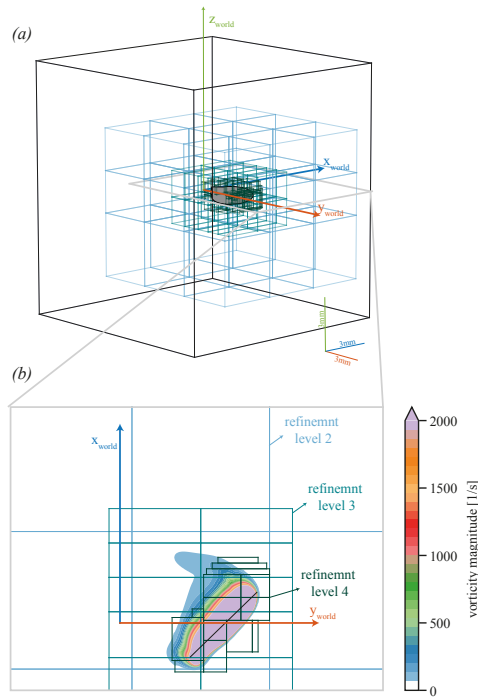 (a)
z_world
x_world
y_world
3mm
3mm
3mm
(b)
x_world
refinemnt
level 2
refinemnt
level 3
refinemnt
level 4
y_world
2000
1500
1000
500
0
vorticity magnitude [1/s]